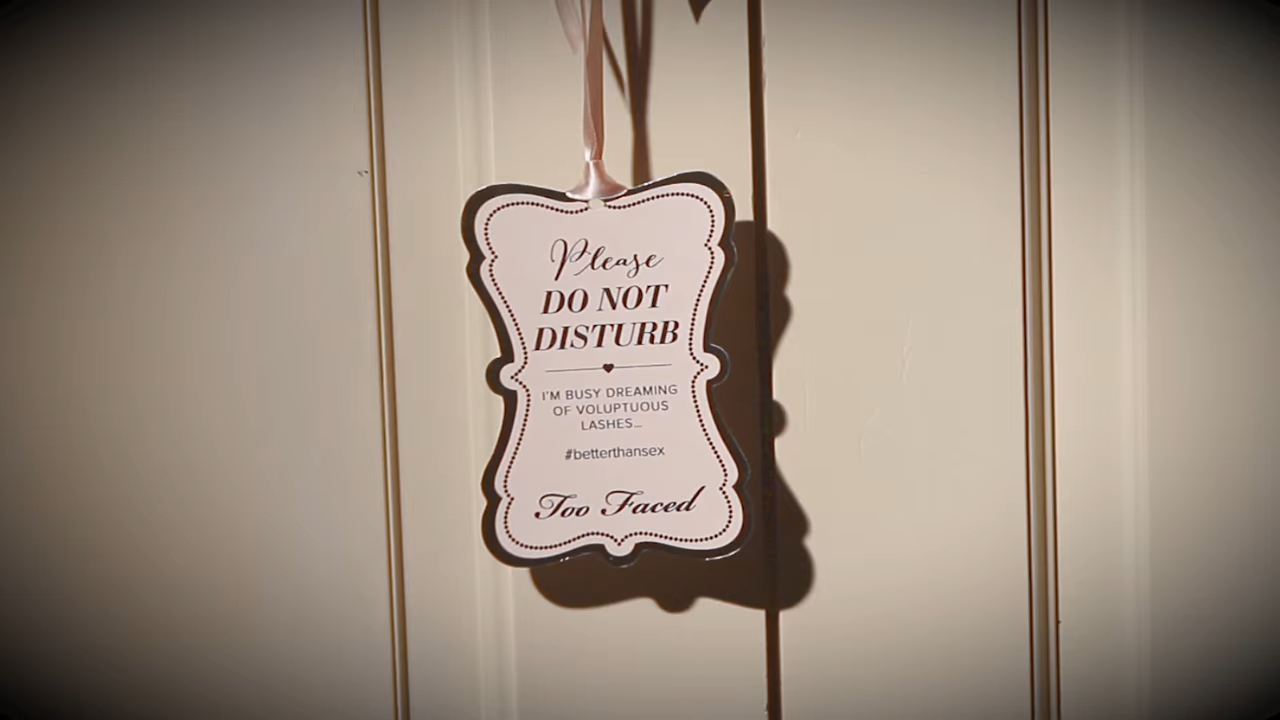 Please
DO NOT
DISTURB
I'M BUSY DREAMING
OF VOLUPTUOUS
LASHES...
#betterthansex
Too Faced